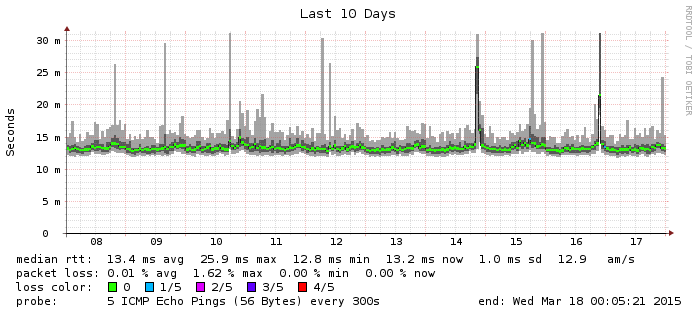 Last 10 Days
RRDTOOL / TOBI OETIKER
Seconds
30 m
25 m
20 m
15 m
10 m
5 m
0
08 09 10 11 12 13 14 15 16 17
median rtt: 13.4 ms avg 25.9 ms max 12.8 ms min 13.2 ms now 1.0 ms sd 12.9 am/s
packet loss: 0.01 % avg 1.62 % max 0.00 % min 0.00 % now
loss color: 0 1/5 2/5 3/5 4/5
probe: 5 ICMP Echo Pings (56 Bytes) every 300s end: Wed Mar 18 00:05:21 2015